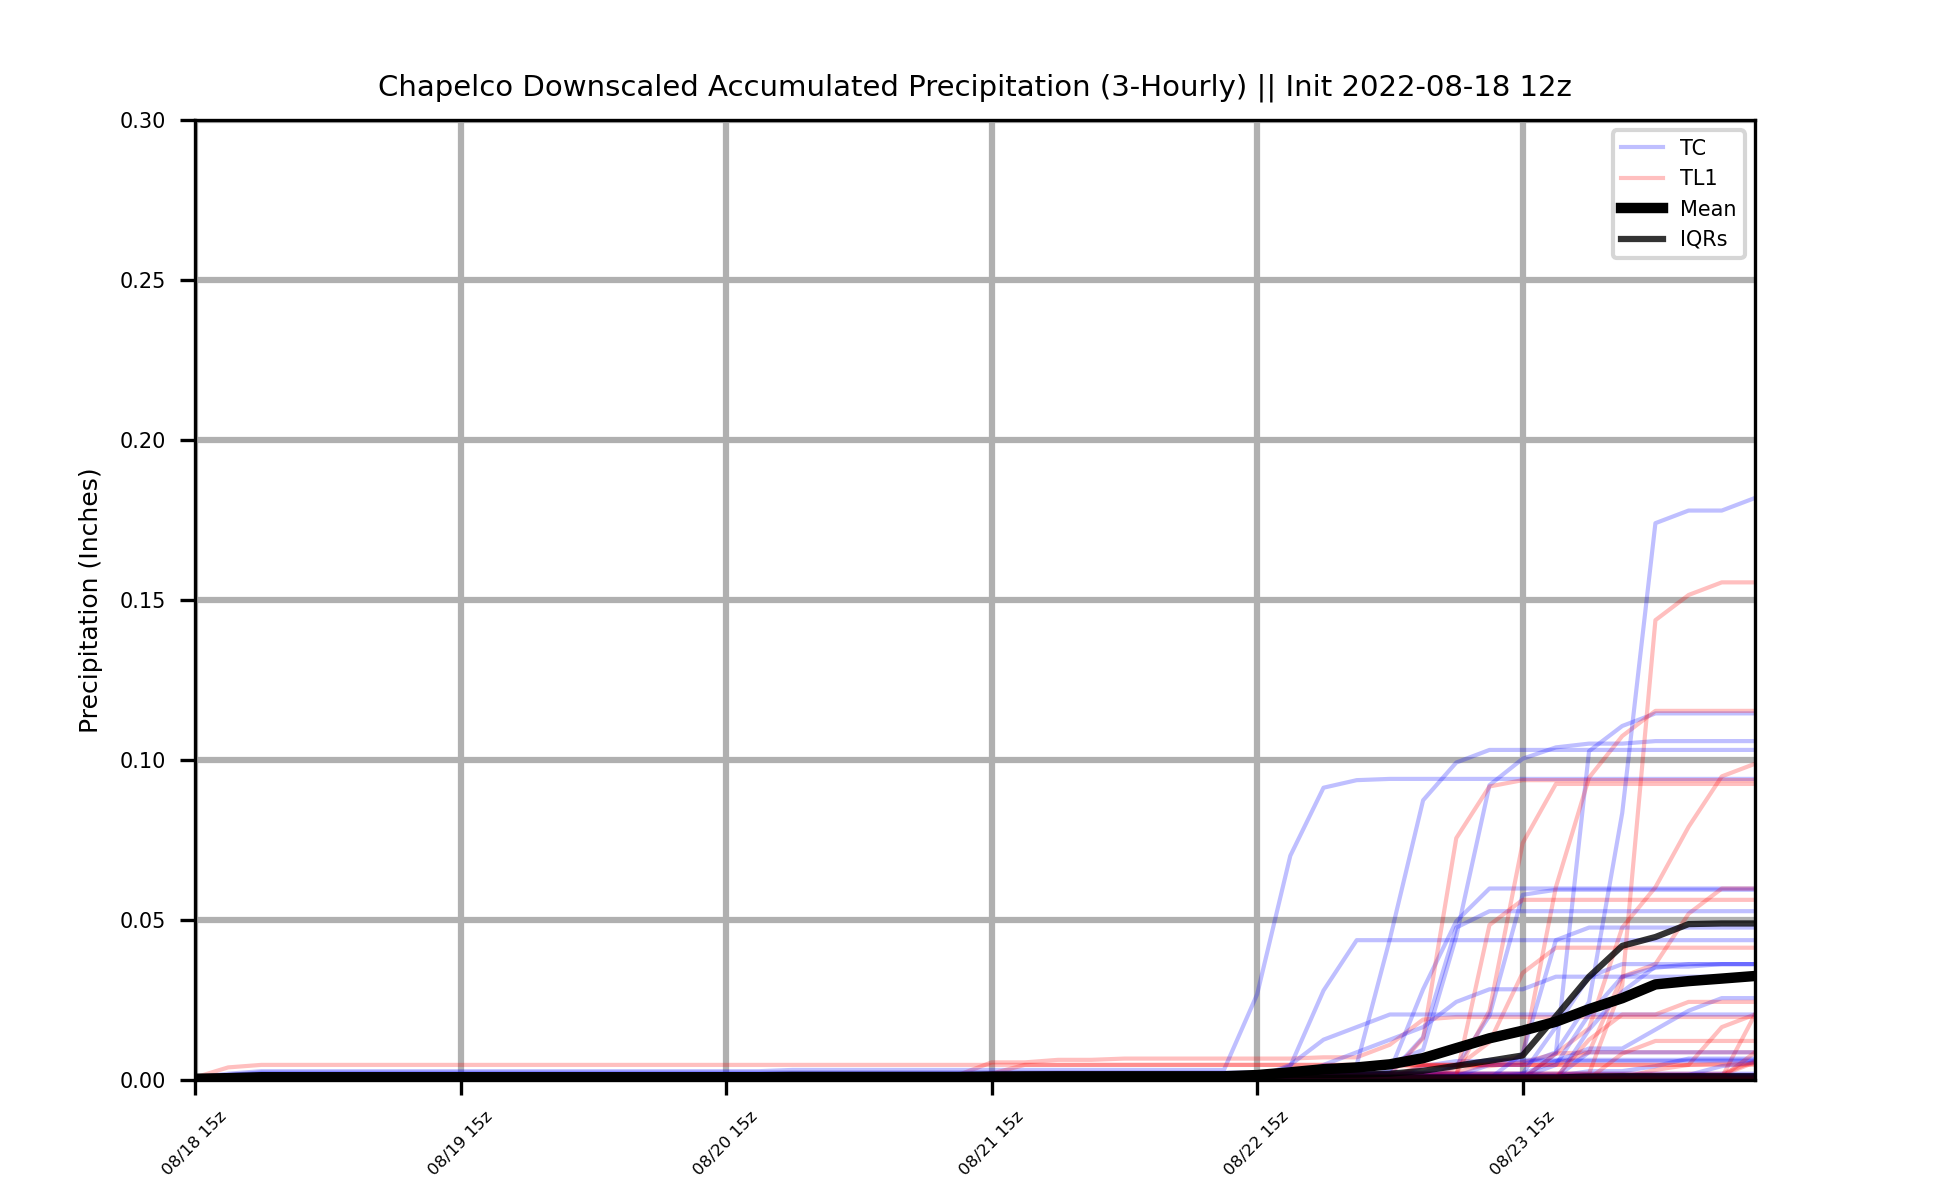 Chapelco Downscaled Accumulated Precipitation (3-Hourly) || Init 2022-08-18 12z
Precipitation (Inches)
0.30
0.25
0.20
0.15
0.10
0.05
0.00
TC
TL1
Mean
IQRs
08/18 15z
08/19 15z
08/20 15z
08/21 15z
08/22 15z
08/23 15z